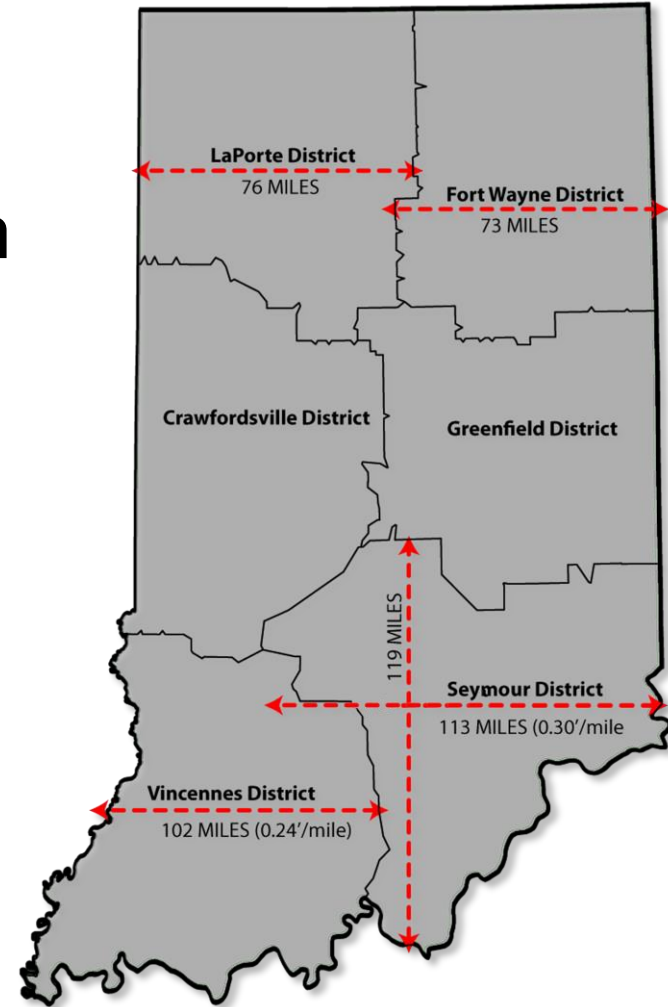 LaPorte District
76 MILES
Fort Wayne District
73 MILES
n
Crawfordsville District
Greenfield District
119 MILES
Seymour District
113 MILES (0.30'/mile
Vincennes District
102 MILES (0.24'/mile)